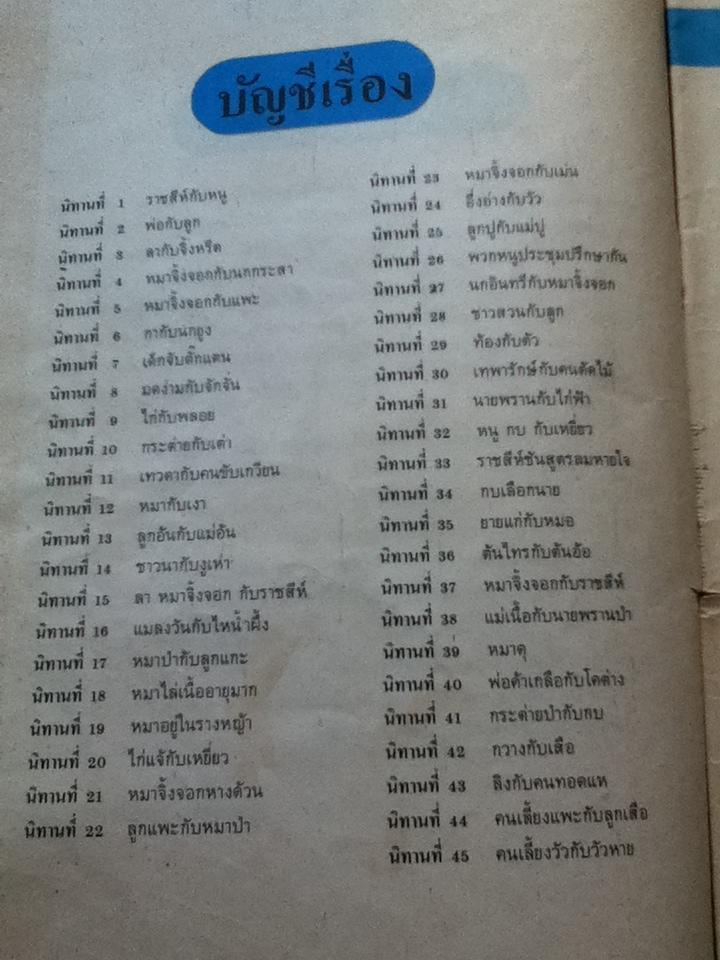 บัญชีเรื่อง
นิทานที่ 1 ราชสีห์กับหนู
นิทานที่ 2 พ่อกับลูก
นิทานที่ 3 ลากับจิ้งหรีด
นิทานที่ 4 หมาจิ้งจอกกับนกกระสา
นิทานที่ 5 หมาจิ้งจอกกับแพะ
นิทานที่ 6 กากับนกยูง
นิทานที่ 7 เด็กจับตั๊กแตน
นิทานที่ 8 มดง่ามกับจักจั่น
นิทานที่ 9 ไก่กับพลอย
นิทานที่ 10 กระต่ายกับเต่า
นิทานที่ 11 เทวดากับคนขับเกวียน
นิทานที่ 12 หมากับเงา
นิทานที่ 13 ลูกอ้นกับแม่อ้น
นิทานที่ 14 ชาวนากับงูเห่า
นิทานที่ 15 ลา หมาจิ้งจอก กับราชสีห์
นิทานที่ 16 แมลงวันกับไหน้ำผึ้ง
นิทานที่ 17 หมาป่ากับลูกแกะ
นิทานที่ 18 หมาไล่เนื้ออายุมาก
นิทานที่ 19 หมาอยู่ในรางหญ้า
นิทานที่ 20 ไก่แจ้กับเหยี่ยว
นิทานที่ 21 หมาจิ้งจอกหางด้วน
นิทานที่ 22 ลูกแพะกับหมาป่า
นิทานที่ 23 หมาจิ้งจอกกับเม่น
นิทานที่ 24 อึ่งอ่างกับวัว
นิทานที่ 25 ลูกปูกับแม่ปู
นิทานที่ 26 พวกหนูประชุมปรึกษากัน
นิทานที่ 27 นกอินทรีกับหมาจิ้งจอก
นิทานที่ 28 ชาวสวนกับลูก
นิทานที่ 29 ท้องกับตัว
นิทานที่ 30 เทพารักษ์กับคนตัดไม้
นิทานที่ 31 นายพรานกับไก่ฟ้า
นิทานที่ 32 หนู กบ กับเหยี่ยว
นิทานที่ 33 ราชสีห์ชันสูตรลมหายใจ
นิทานที่ 34 กบเลือกนาย
นิทานที่ 35 ยายแก่กับหมอ
นิทานที่ 36 ต้นไทรกับต้นอ้อ
นิทานที่ 37 หมาจิ้งจอกกับราชสีห์
นิทานที่ 38 แม่เนื้อกับนายพรานป่า
นิทานที่ 39 หมาดุ
นิทานที่ 40 พ่อค้าเกลือกับโคต่าง
นิทานที่ 41 กระต่ายป่ากับกบ
นิทานที่ 42 กวางกับเสือ
นิทานที่ 43 ลิงกับคนทอดแห
นิทานที่ 44 คนเลี้ยงแพะกับลูกเสือ
นิทานที่ 45 คนเลี้ยงวัวกับวัวหาย